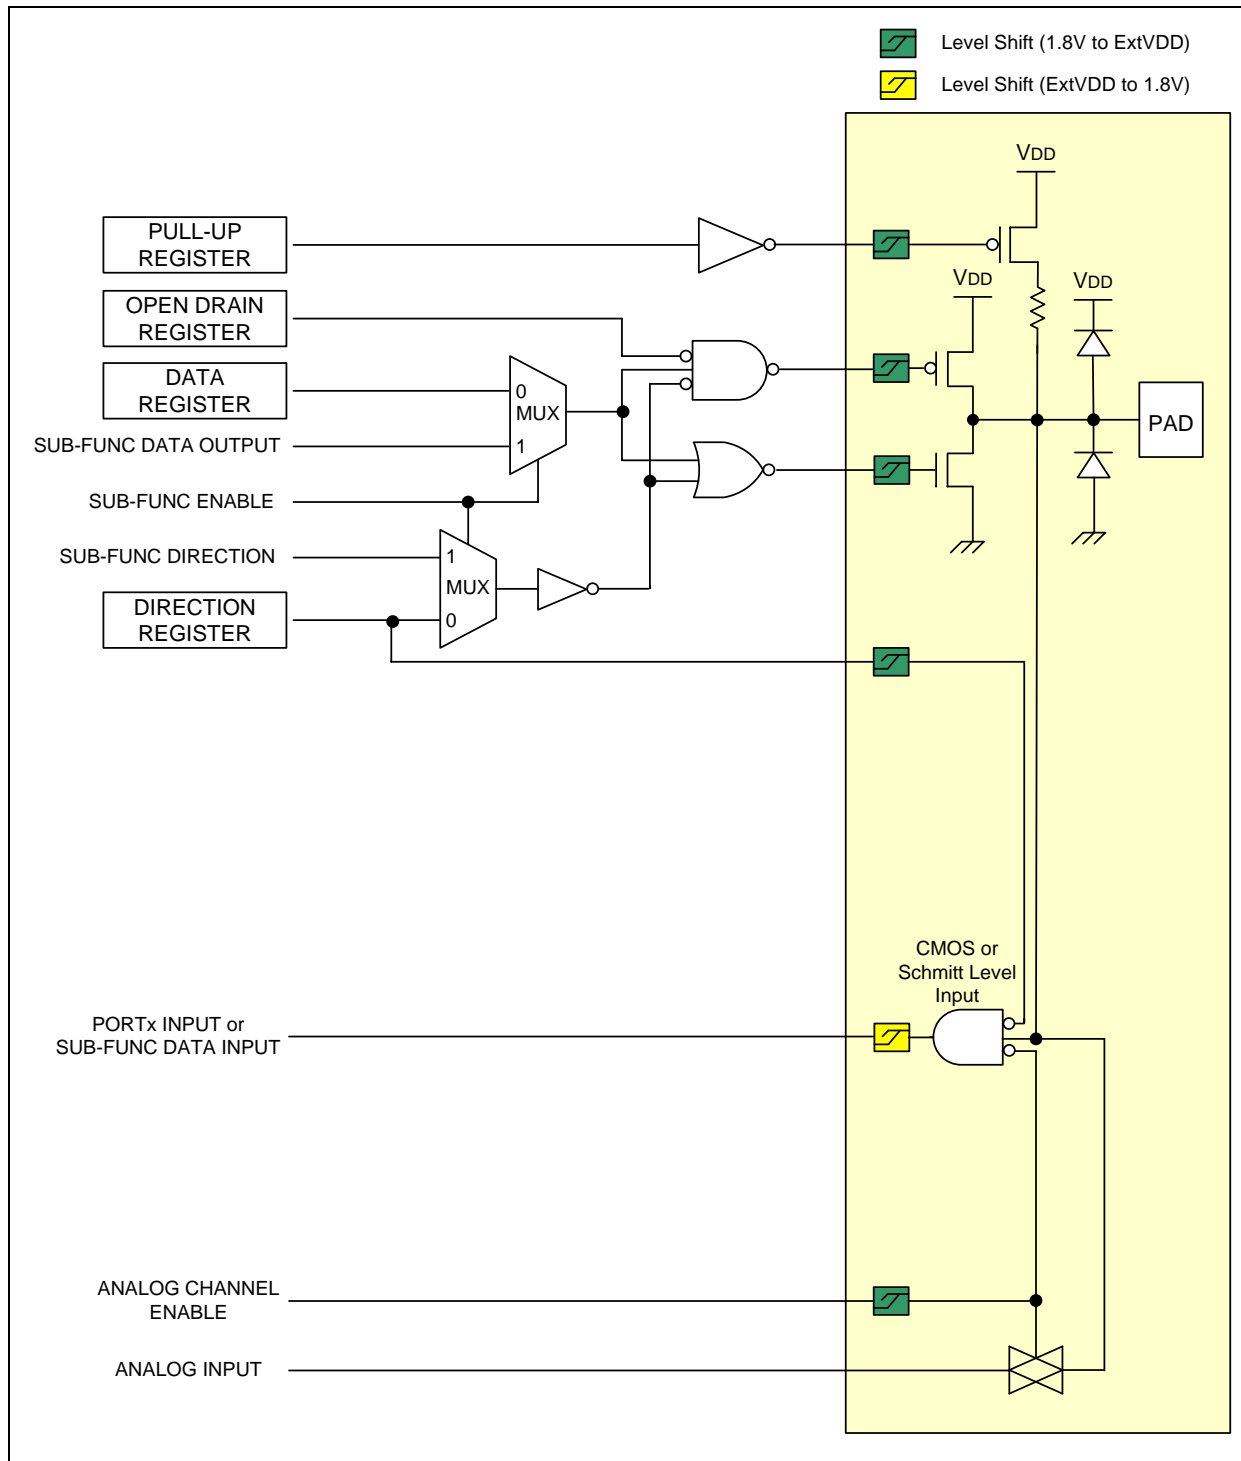 Level Shift (1.8V to ExtVDD)
Level Shift (ExtVDD to 1.8V)
VDD
PULL-UP
REGISTER
VDD
VDD
OPEN DRAIN
REGISTER
DATA
REGISTER
0
MUX
1
PAD
SUB-FUNC DATA OUTPUT
SUB-FUNC ENABLE
SUB-FUNC DIRECTION
1
MUX
0
DIRECTION
REGISTER
CMOS or
Schmitt Level
Input
PORTx INPUT or
SUB-FUNC DATA INPUT
ANALOG CHANNEL
ENABLE
ANALOG INPUT